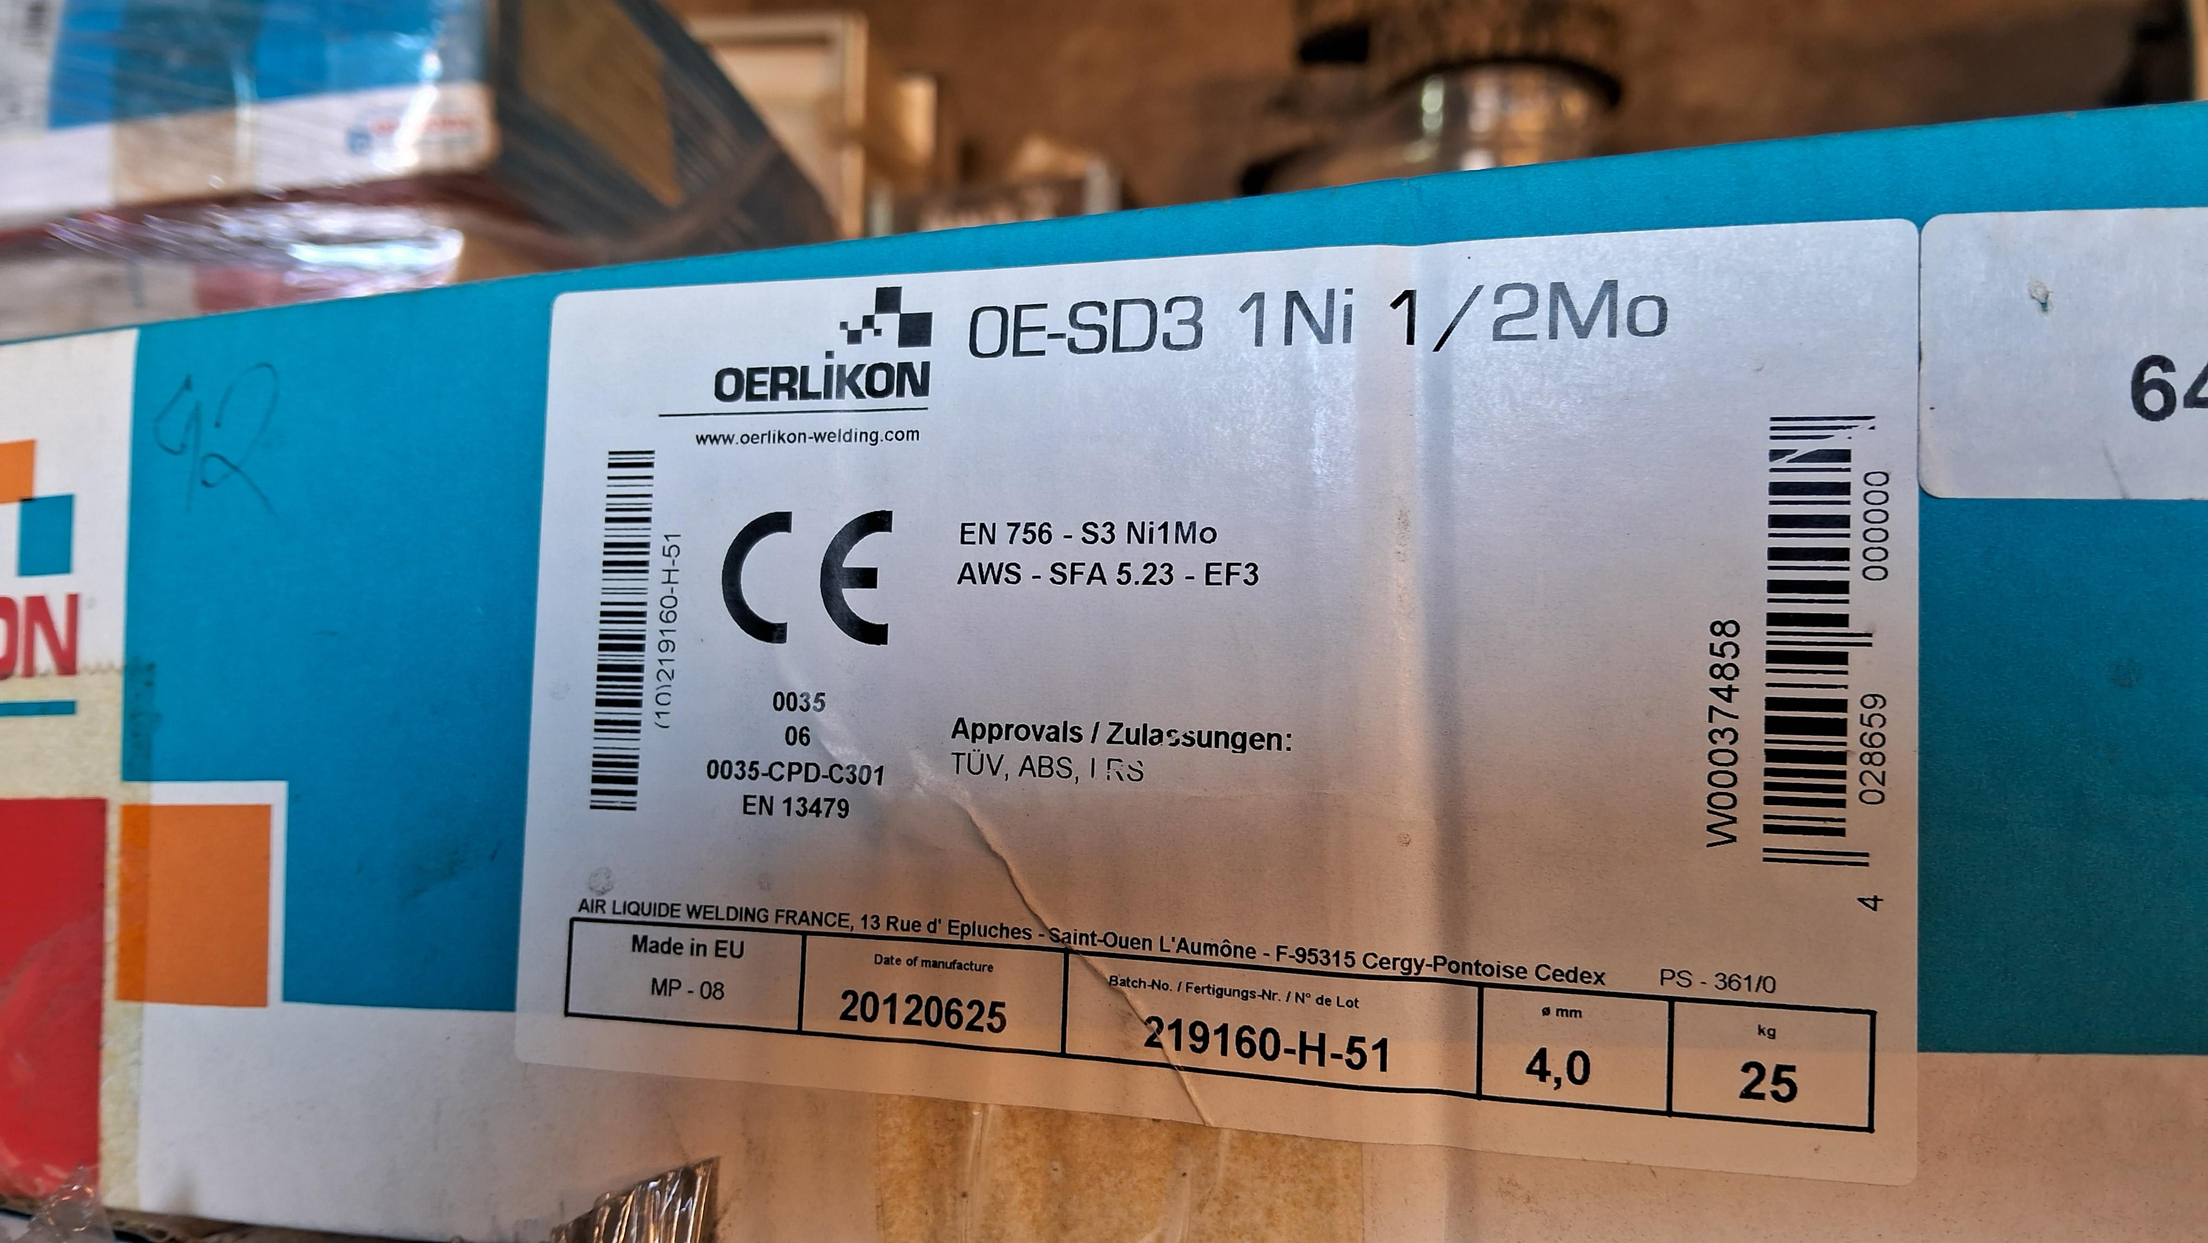 OE-SD3 1Ni 1/2Mo
OERLIKON
www.oerlikon-welding.com
64
42
ON
(10)219160-H-51
CE
EN 756 - S3 Ni1Mo
AWS - SFA 5.23 - EF3
0035
06
0035-CPD-C301
EN 13479
Approvals / Zulassungen:
TÜV, ABS, LRS
W000374858
4 028659 000000
AIR LIQUIDE WELDING FRANCE, 13 Rue d' Epluches - Saint-Ouen L'Aumône - F-95315 Cergy-Pontoise Cedex PS - 361/0
Made in EU
MP - 08
Date of manufacture
20120625
Batch-No. / Fertigungs-Nr. / N° de Lot
219160-H-51
ø mm
4,0
kg
25